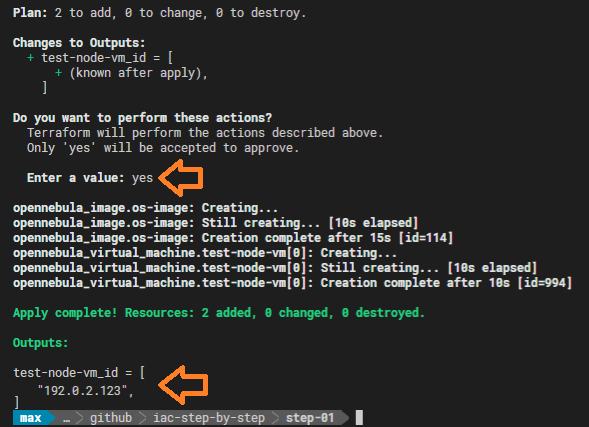 Plan: 2 to add, 0 to change, 0 to destroy.
Changes to Outputs:
+ test-node-vm_id = [
+ (known after apply),
]
Do you want to perform these actions?
Terraform will perform the actions described above.
Only 'yes' will be accepted to approve.
Enter a value: yes
opennebula_image.os-image: Creating...
opennebula_image.os-image: Still creating... [10s elapsed]
opennebula_image.os-image: Creation complete after 15s [id=114]
opennebula_virtual_machine.test-node-vm[0]: Creating...
opennebula_virtual_machine.test-node-vm[0]: Still creating... [10s elapsed]
opennebula_virtual_machine.test-node-vm[0]: Creation complete after 10s [id=994]
Apply complete! Resources: 2 added, 0 changed, 0 destroyed.
Outputs:
test-node-vm_id = [
"192.0.2.123",
]
max … github iac-step-by-step step-01